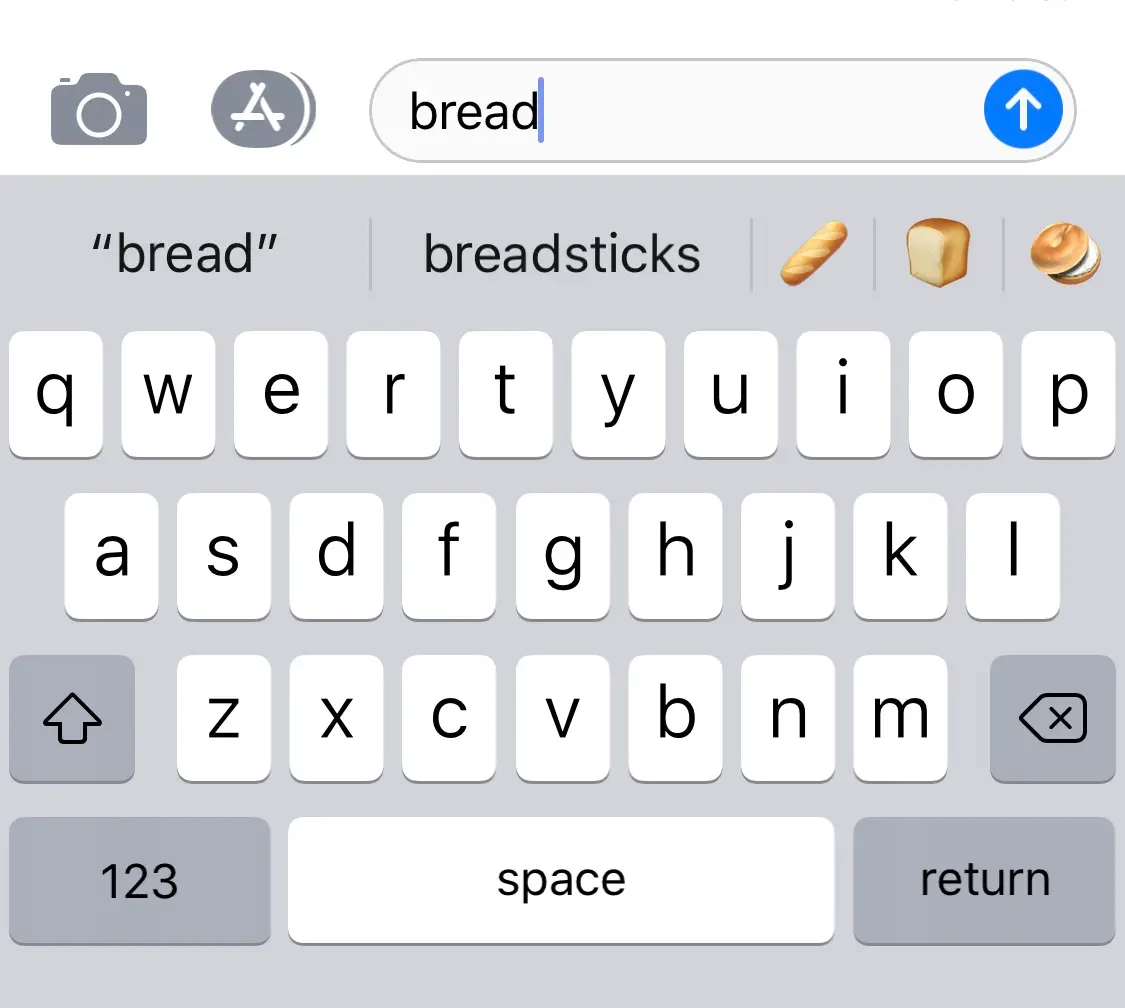 bread
“bread” breadsticks
q w e r t y u i o p
a s d f g h j k l
z x c v b n m
123 space return